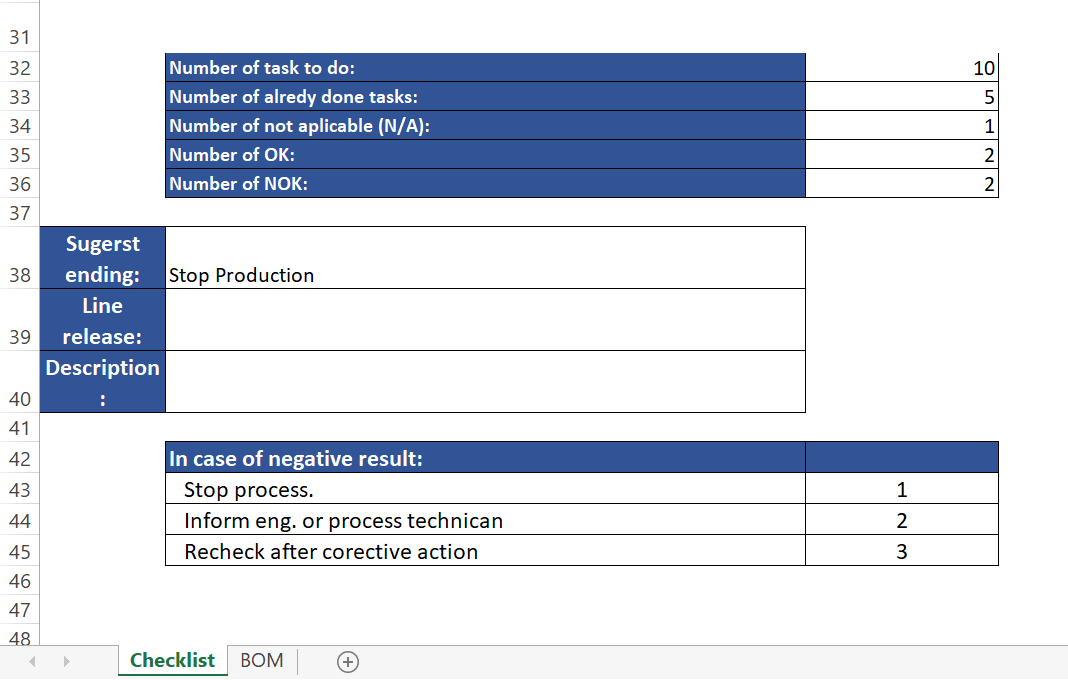 31
32 Number of task to do: 10
33 Number of alredy done tasks: 5
34 Number of not aplicable (N/A): 1
35 Number of OK: 2
36 Number of NOK: 2
37
Sugerst
38 ending: Stop Production
Line
39 release:
Description
40 :
41
42 In case of negative result:
43 Stop process. 1
44 Inform eng. or process technican 2
45 Recheck after corective action 3
46
47
48
Checklist BOM